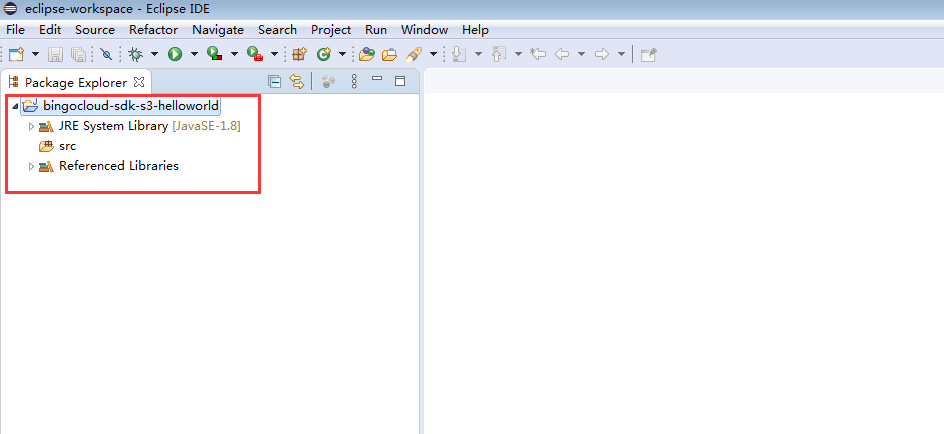 eclipse-workspace - Eclipse IDE
File Edit Source Refactor Navigate Search Project Run Window Help
Package Explorer
bingocloud-sdk-s3-helloworld
JRE System Library [JavaSE-1.8]
src
Referenced Libraries